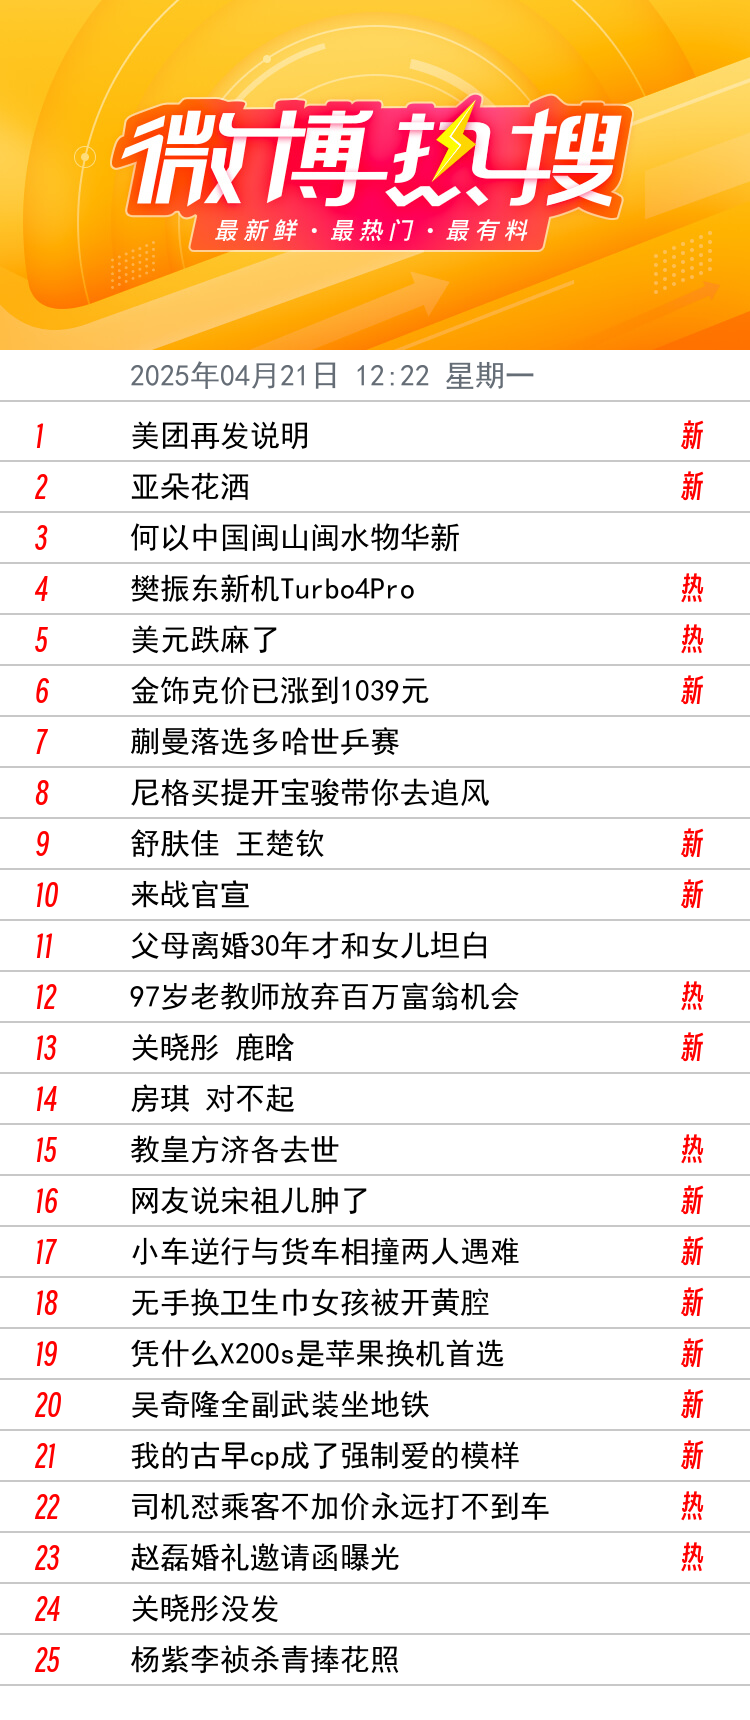 微博热搜
最新鲜·最热门·最有料
2025年04月21日 12:22 星期一
1 美团再发说明 新
2 亚朵花洒 新
3 何以中国闽山闽水物华新
4 樊振东新机Turbo4Pro 热
5 美元跌麻了 热
6 金饰克价已涨到1039元 新
7 蒯曼落选多哈世乒赛
8 尼格买提开宝骏带你去追风
9 舒肤佳 王楚钦 新
10 来战官宣 新
11 父母离婚30年才和女儿坦白
12 97岁老教师放弃百万富翁机会 热
13 关晓彤 鹿晗 新
14 房琪 对不起
15 教皇方济各去世 热
16 网友说宋祖儿肿了 新
17 小车逆行与货车相撞两人遇难 新
18 无手换卫生巾女孩被开黄腔 新
19 凭什么X200s是苹果换机首选 新
20 吴奇隆全副武装坐地铁 新
21 我的古早cp成了强制爱的模样 新
22 司机怼乘客不加价永远打不到车 热
23 赵磊婚礼邀请函曝光 热
24 关晓彤没发
25 杨紫李祯杀青捧花照